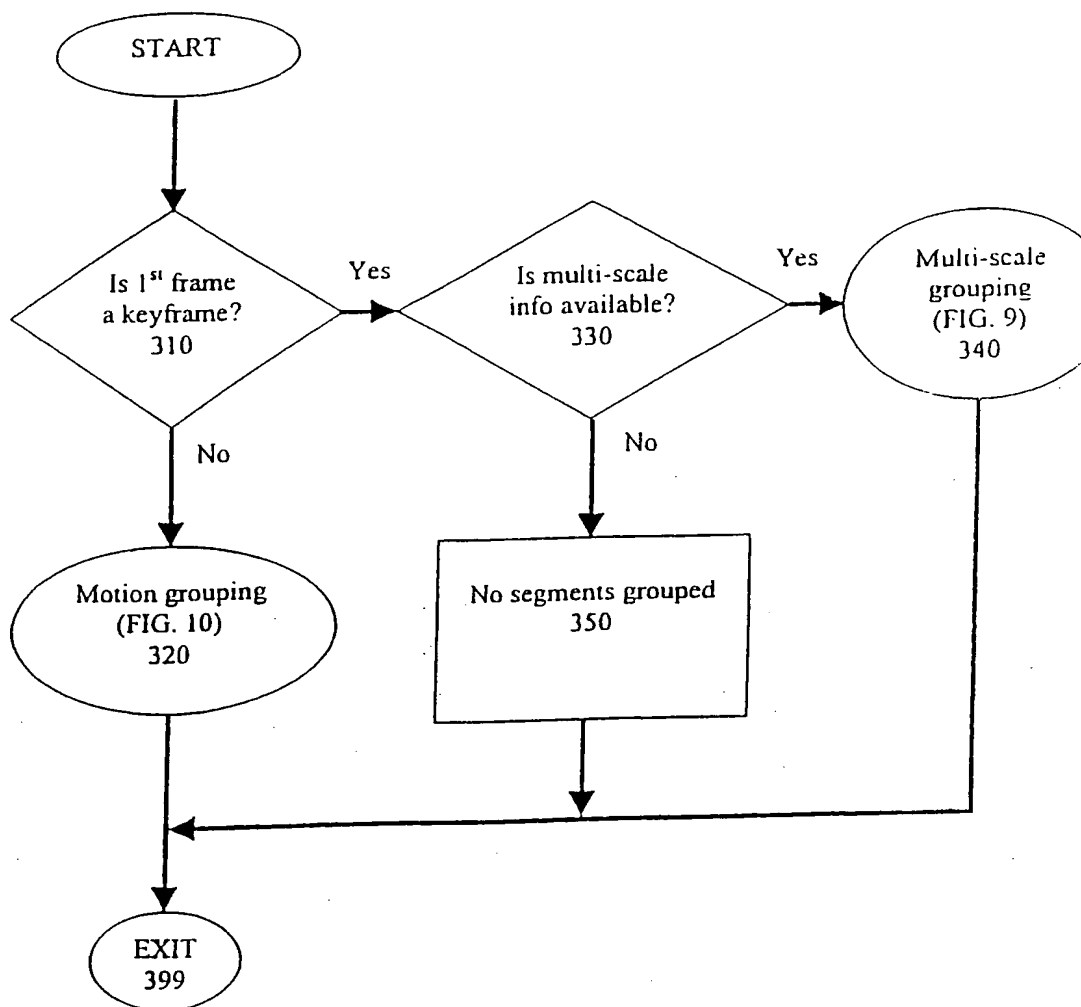 START
Is 1st frame
a keyframe?
310
Yes
Is multi-scale
info available?
330
Yes
Multi-scale
grouping
(FIG. 9)
340
No
No
Motion grouping
(FIG. 10)
320
No segments grouped
350
EXIT
399